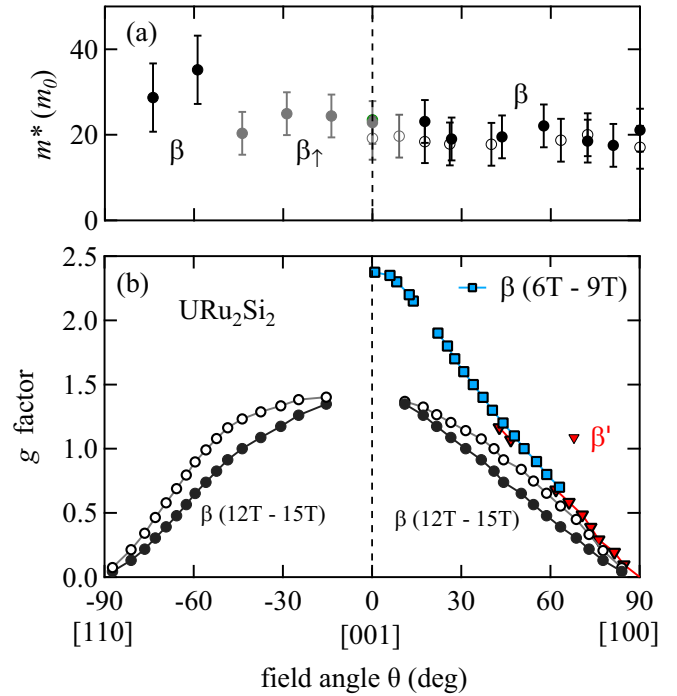 (a)
50
40
20
0
m* (m₀)
β
β↑
β
(b)
URu₂Si₂
β (6T - 9T)
β'
β (12T - 15T)
β (12T - 15T)
2.5
2.0
1.5
1.0
0.5
0.0
g factor
-90 -60 -30 0 30 60 90
[110] [001] [100]
field angle θ (deg)